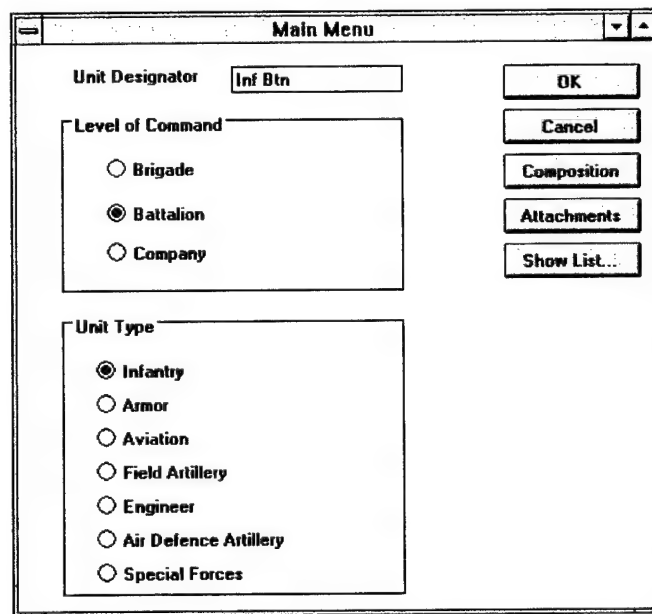 Main Menu
Unit Designator Inf Btn
Level of Command
Brigade
Battalion
Company
Unit Type
Infantry
Armor
Aviation
Field Artillery
Engineer
Air Defence Artillery
Special Forces
OK
Cancel
Composition
Attachments
Show List...